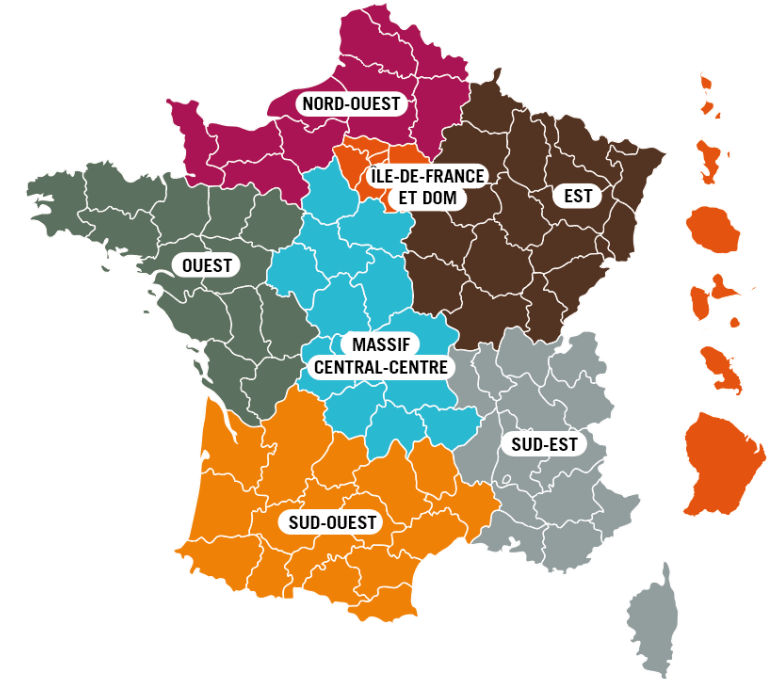 NORD-OUEST
ÎLE-DE-FRANCE
ET DOM
EST
OUEST
MASSIF
CENTRAL-CENTRE
SUD-EST
SUD-OUEST